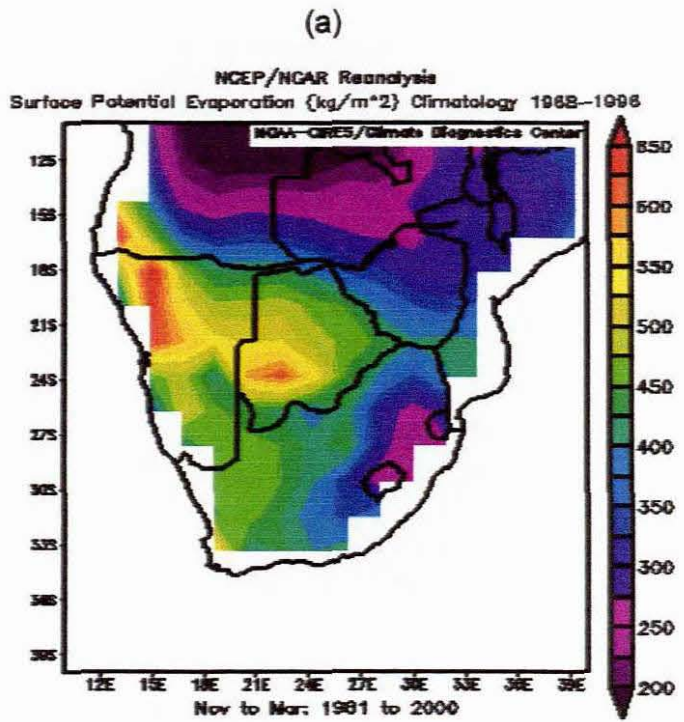 (a)
NCEP/NCAR Reanalysis
Surface Potential Evaporation {kg/m^2} Climatology 1968-1996
NOAA-CIRES/Climate Diagnostics Center
12S
15S
18S
21S
24S
27S
30S
33S
36S
39S
650
600
550
500
450
400
350
300
250
200
12E 15E 18E 21E 24E 27E 30E 33E 36E 39E
Nov to Mar: 1981 to 2000